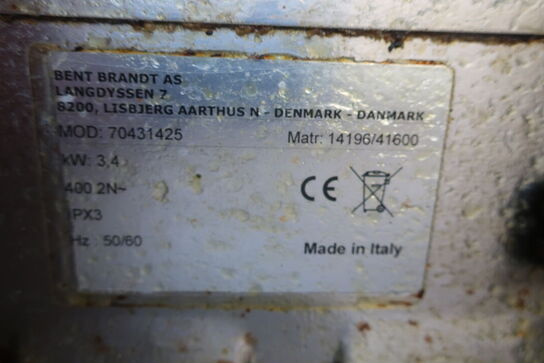 BENT BRANDT AS
LANGDYSSEN 7
8200, LISBJERG AARTHUS N - DENMARK - DANMARK
MOD: 70431425 Matr: 14196/41600
kW: 3,4
400 2N~
IPX3
Hz : 50/60
CE
Made in Italy